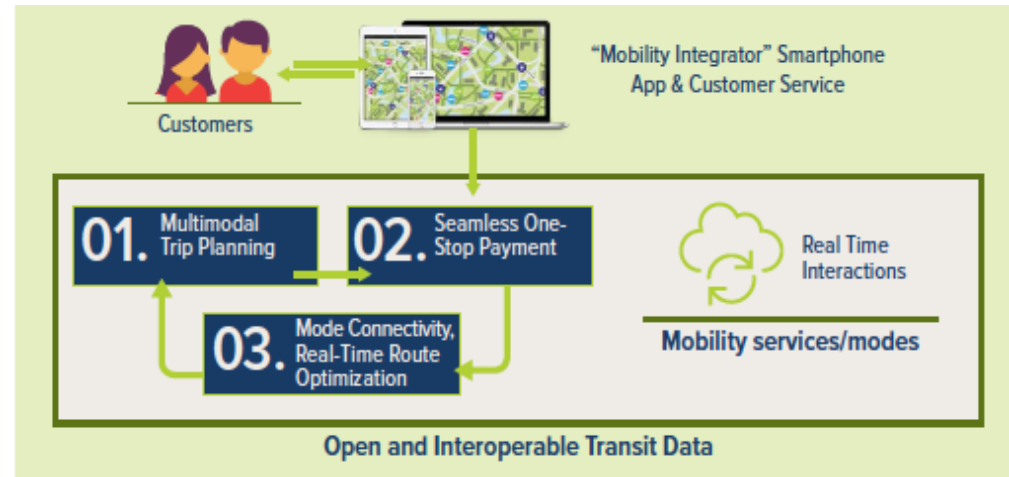 “Mobility Integrator” Smartphone
App & Customer Service
Customers
01. Multimodal
Trip Planning
02. Seamless One-
Stop Payment
03. Mode Connectivity,
Real-Time Route
Optimization
Real Time
Interactions
Mobility services/modes
Open and Interoperable Transit Data